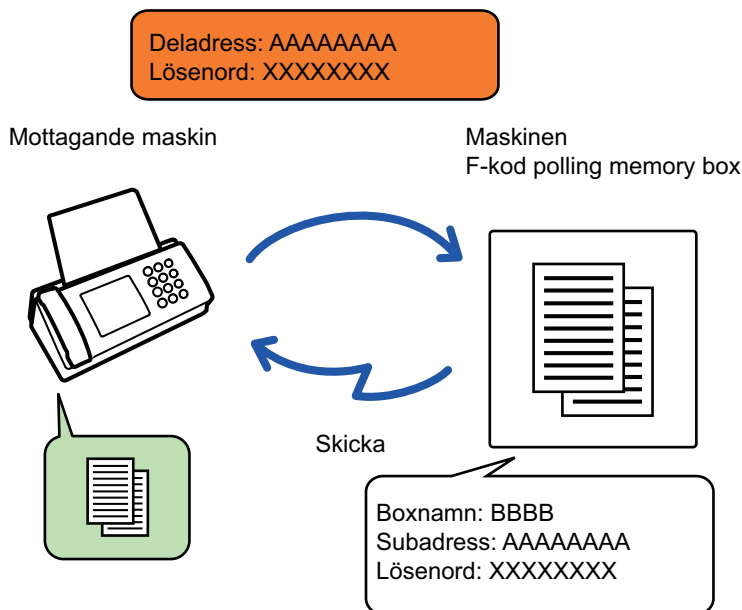 Deladress: AAAAAAAA
Lösenord: XXXXXXXX
Mottagande maskin
Maskinen
F-kod polling memory box
Skicka
Boxnamn: BBBB
Subadress: AAAAAAAA
Lösenord: XXXXXXXX